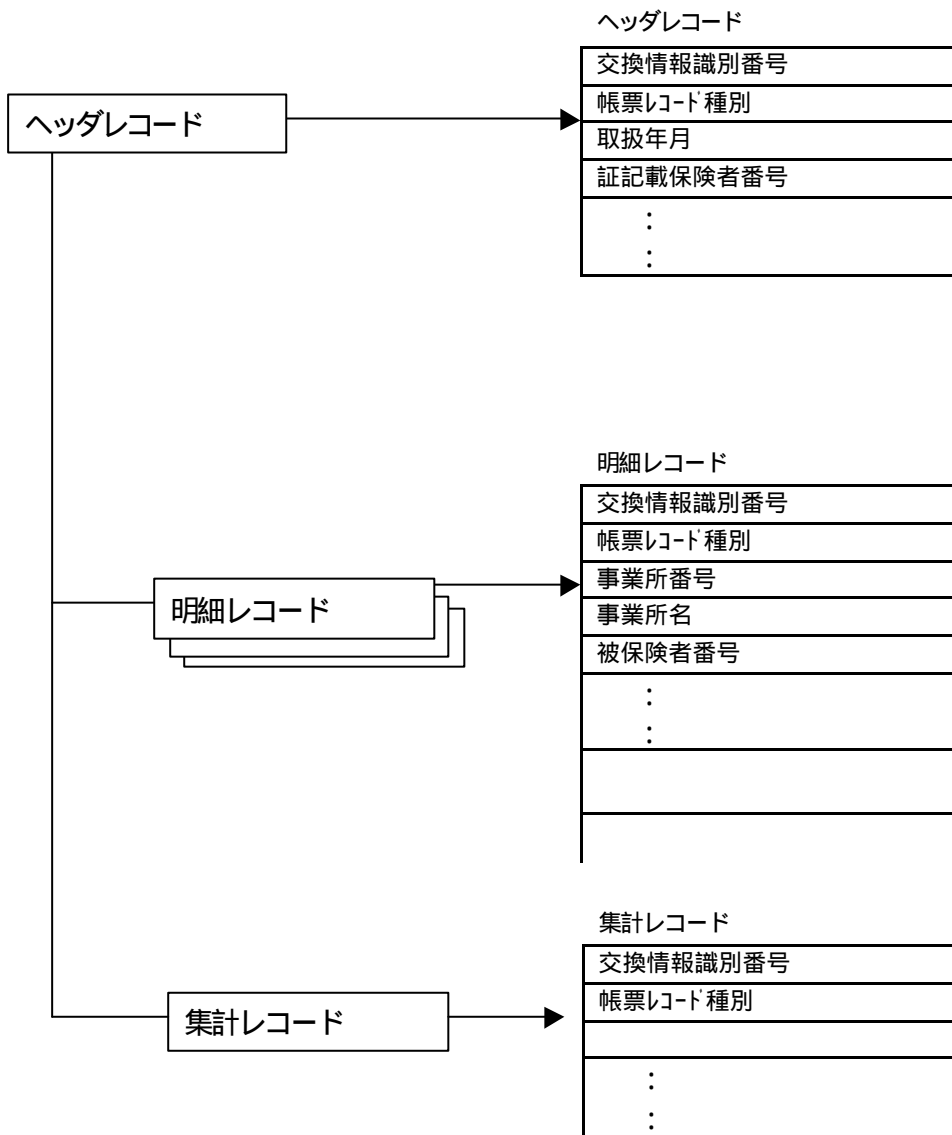 ヘッダレコード
交換情報識別番号
帳票ﾚｺｰﾄﾞ種別
取扱年月
証記載保険者番号
：
：
ヘッダレコード
明細レコード
交換情報識別番号
帳票ﾚｺｰﾄﾞ種別
事業所番号
事業所名
被保険者番号
：
：
明細レコード
集計レコード
交換情報識別番号
帳票ﾚｺｰﾄﾞ種別
：
：
集計レコード